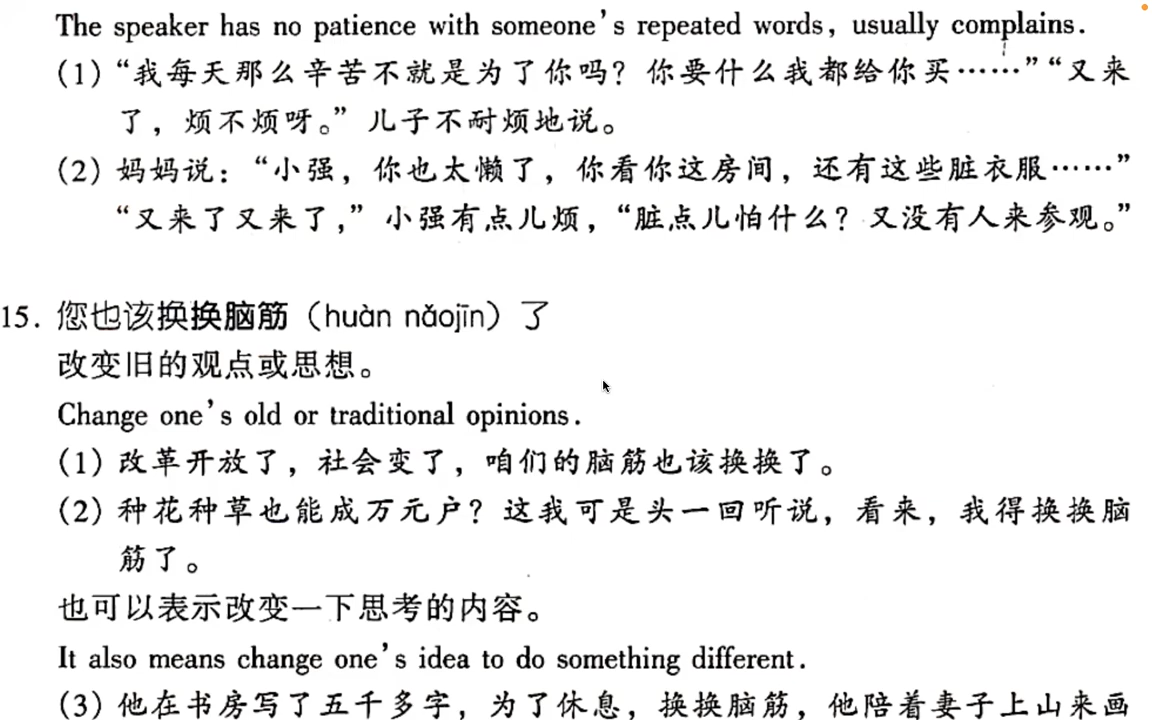 The speaker has no patience with someone's repeated words, usually complains.
(1) “我每天那么辛苦不就是为了你吗？你要什么我都给你买……”“又来
了，烦不烦呀。”儿子不耐烦地说。
(2) 妈妈说：“小强，你也太懒了，你看你这房间，还有这些脏衣服……”
“又来了又来了，”小强有点儿烦，“脏点儿怕什么？又没有人来参观。”
15. 您也该换换脑筋（huàn nǎojīn）了
改变旧的观点或思想。
Change one's old or traditional opinions.
(1) 改革开放了，社会变了，咱们的脑筋也该换换了。
(2) 种花种草也能成万元户？这我可是头一回听说，看来，我得换换脑
筋了。
也可以表示改变一下思考的内容。
It also means change one's idea to do something different.
(3) 他在书房写了五千多字，为了休息，换换脑筋，他陪着妻子上山来画